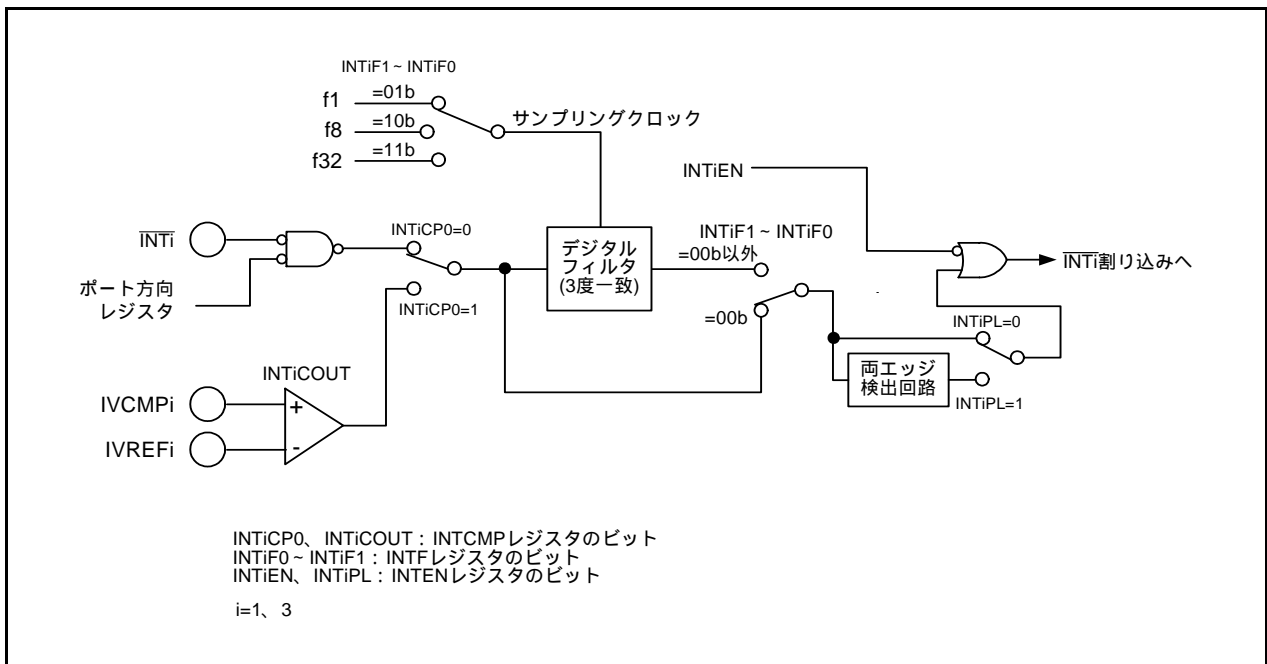 INTiF1 ~ INTiF0
f1
=01b
f8
=10b
f32
=11b
サンプリングクロック
INTiEN
INTi
ポート方向
レジスタ
INTiCP0=0
INTiCP0=1
デジタル
フィルタ
(3度一致)
INTiF1 ~ INTiF0
=00b以外
=00b
INTi割り込みへ
INTiPL=0
両エッジ
検出回路
INTiPL=1
INTiCOUT
IVCMPi
+
IVREFi
-
INTiCP0、INTiCOUT：INTCMPレジスタのビット
INTiF0 ~ INTiF1：INTFレジスタのビット
INTiEN、INTiPL：INTENレジスタのビット
i=1、3